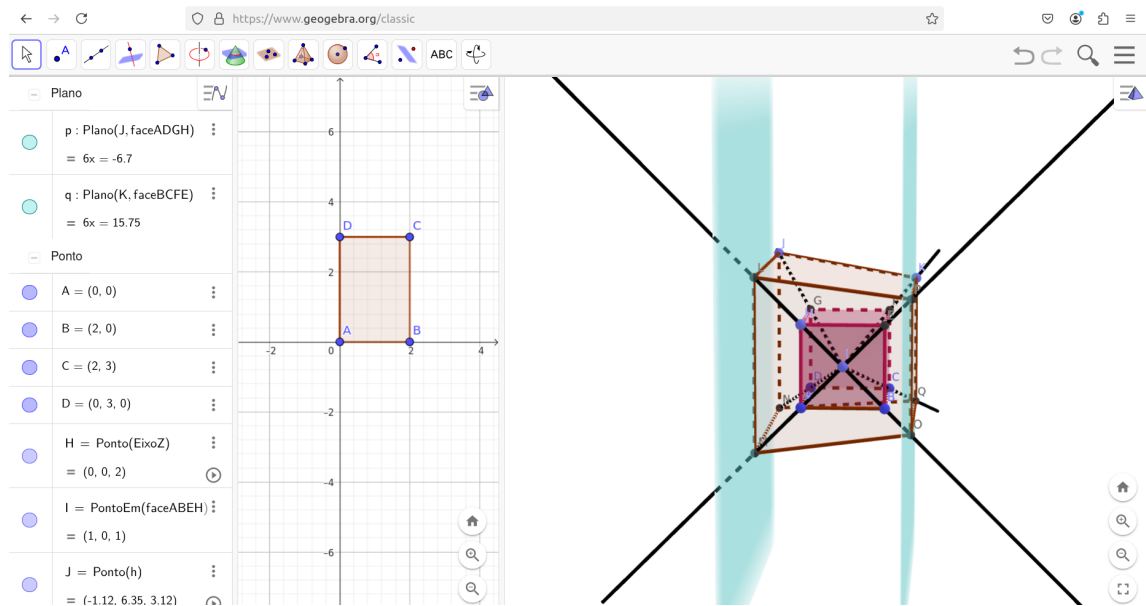 https://www.geogebra.org/classic
A
ABC
Plano
p : Plano(J, faceADGH)
= 6x = -6.7
q : Plano(K, faceBCFE)
= 6x = 15.75
Ponto
A = (0, 0)
B = (2, 0)
C = (2, 3)
D = (0, 3, 0)
H = Ponto(EixoZ)
= (0, 0, 2)
I = PontoEm(faceABEH)
= (1, 0, 1)
J = Ponto(h)
= (-1.12, 6.35, 3.12)
6
4
D C
2
A B
-2 0 2 4
-2
-4
-6
J
K
G
D C
N Q
O